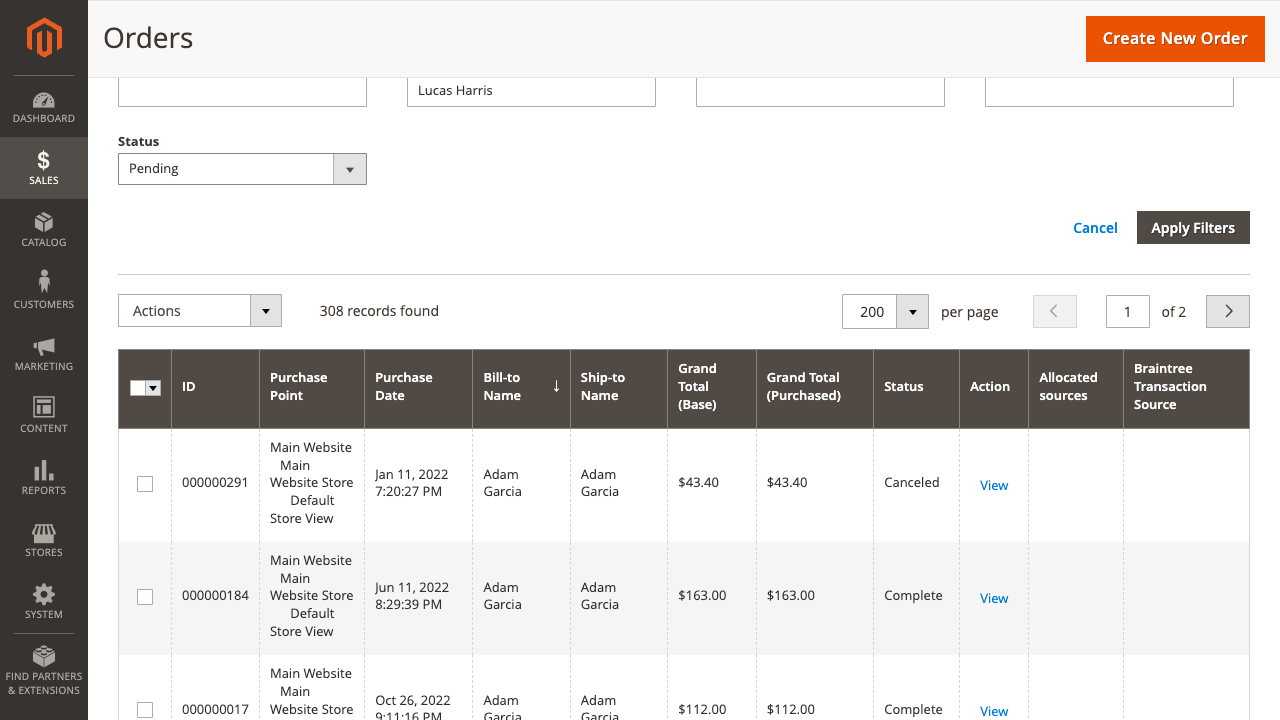 Orders
Create New Order
DASHBOARD
SALES
CATALOG
CUSTOMERS
MARKETING
CONTENT
REPORTS
STORES
SYSTEM
FIND PARTNERS
& EXTENSIONS
Lucas Harris
Status
Pending
Cancel
Apply Filters
Actions
308 records found
200
per page
1
of 2
ID
Purchase
Point
Purchase
Date
Bill-to
Name
Ship-to
Name
Grand
Total
(Base)
Grand Total
(Purchased)
Status
Action
Allocated
sources
Braintree
Transaction
Source
000000291
Main Website
Main
Website Store
Default
Store View
Jan 11, 2022
7:20:27 PM
Adam
Garcia
Adam
Garcia
$43.40
$43.40
Canceled
View
000000184
Main Website
Main
Website Store
Default
Store View
Jun 11, 2022
8:29:39 PM
Adam
Garcia
Adam
Garcia
$163.00
$163.00
Complete
View
000000017
Main Website
Main
Website Store
Oct 26, 2022
9:11:16 PM
Adam
Garcia
Adam
Garcia
$112.00
$112.00
Complete
View